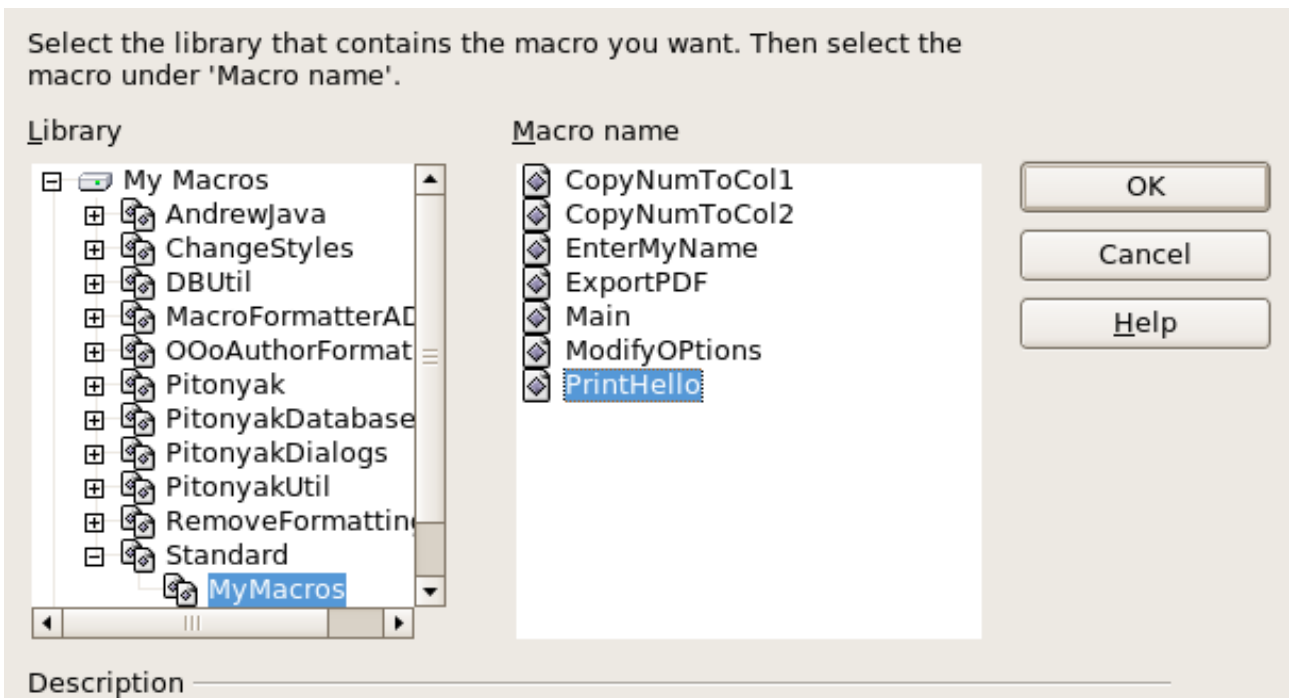 Select the library that contains the macro you want. Then select the
macro under 'Macro name'.
Library
My Macros
AndrewJava
ChangeStyles
DBUtil
MacroFormatterAD
OOoAuthorFormat
Pitonyak
PitonyakDatabase
PitonyakDialogs
PitonyakUtil
RemoveFormatting
Standard
MyMacros
Macro name
CopyNumToCol1
CopyNumToCol2
EnterMyName
ExportPDF
Main
ModifyOPtions
PrintHello
OK
Cancel
Help
Description